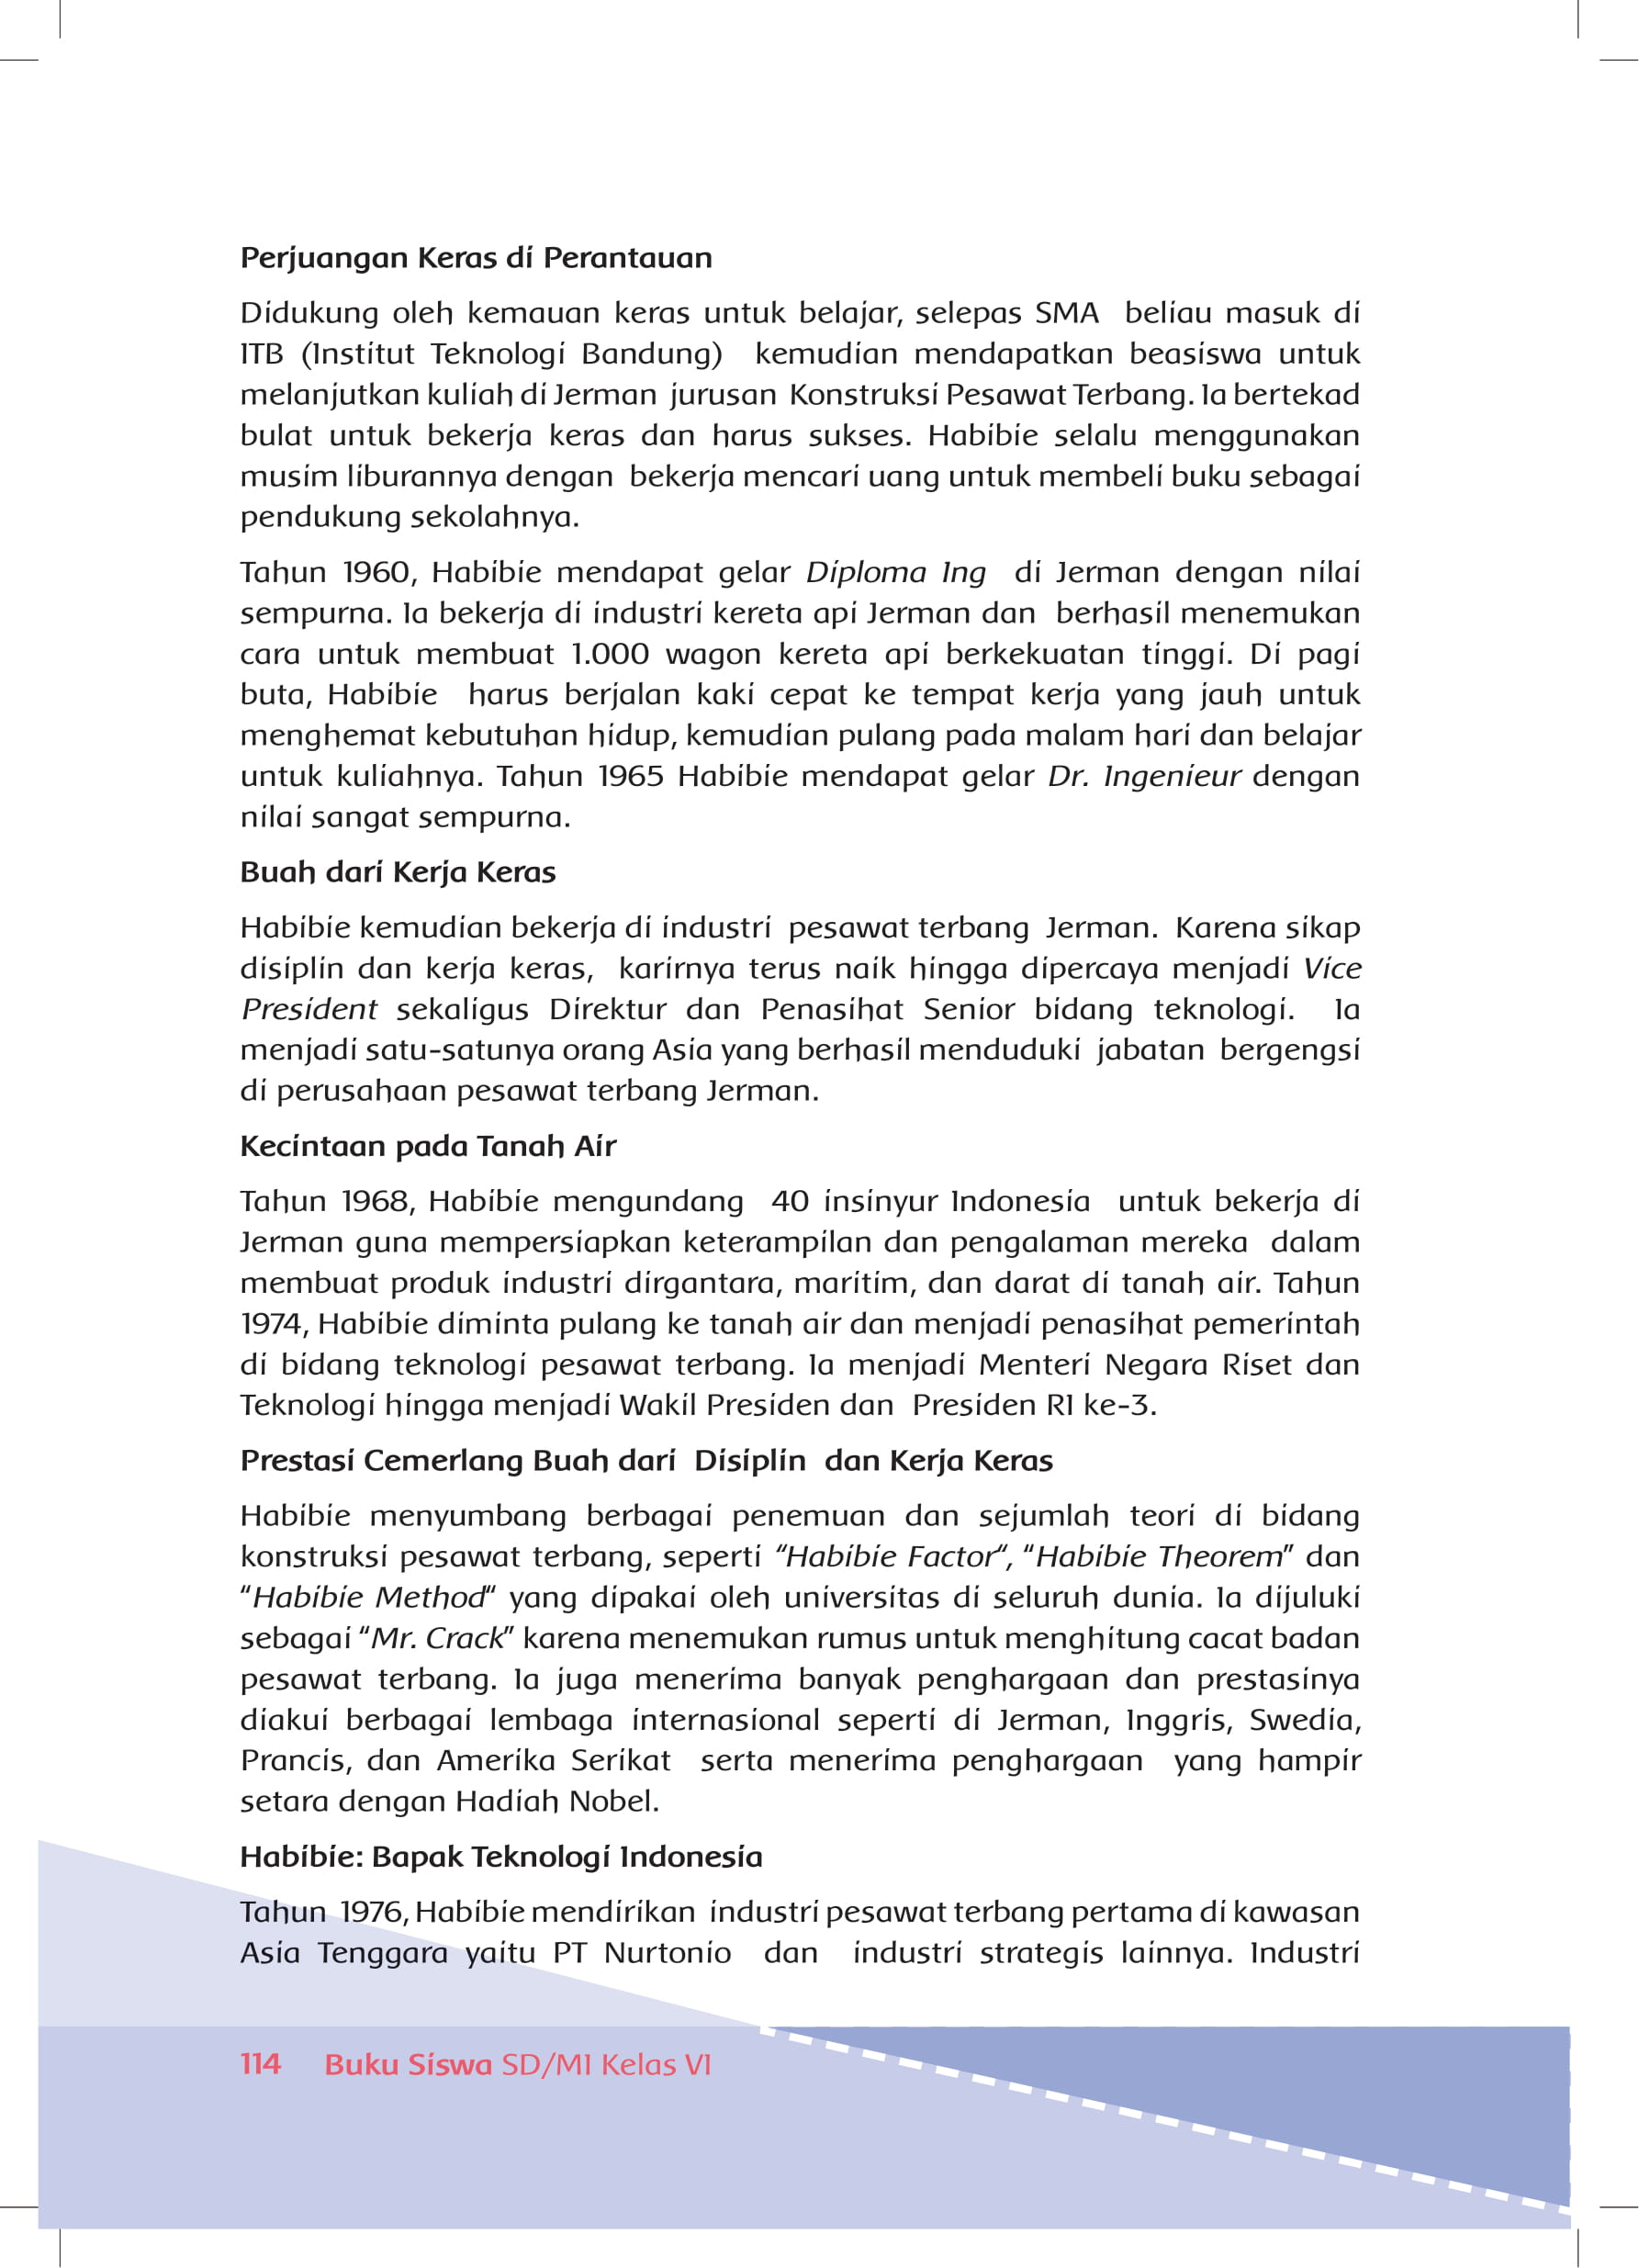 Perjuangan Keras di Perantauan
Didukung oleh kemauan keras untuk belajar, selepas SMA beliau masuk di
ITB (Institut Teknologi Bandung) kemudian mendapatkan beasiswa untuk
melanjutkan kuliah di Jerman jurusan Konstruksi Pesawat Terbang. Ia bertekad
bulat untuk bekerja keras dan harus sukses. Habibie selalu menggunakan
musim liburannya dengan bekerja mencari uang untuk membeli buku sebagai
pendukung sekolahnya.
Tahun 1960, Habibie mendapat gelar Diploma Ing di Jerman dengan nilai
sempurna. Ia bekerja di industri kereta api Jerman dan berhasil menemukan
cara untuk membuat 1.000 wagon kereta api berkekuatan tinggi. Di pagi
buta, Habibie harus berjalan kaki cepat ke tempat kerja yang jauh untuk
menghemat kebutuhan hidup, kemudian pulang pada malam hari dan belajar
untuk kuliahnya. Tahun 1965 Habibie mendapat gelar Dr. Ingenieur dengan
nilai sangat sempurna.
Buah dari Kerja Keras
Habibie kemudian bekerja di industri pesawat terbang Jerman. Karena sikap
disiplin dan kerja keras, karirnya terus naik hingga dipercaya menjadi Vice
President sekaligus Direktur dan Penasihat Senior bidang teknologi. Ia
menjadi satu-satunya orang Asia yang berhasil menduduki jabatan bergengsi
di perusahaan pesawat terbang Jerman.
Kecintaan pada Tanah Air
Tahun 1968, Habibie mengundang 40 insinyur Indonesia untuk bekerja di
Jerman guna mempersiapkan keterampilan dan pengalaman mereka dalam
membuat produk industri dirgantara, maritim, dan darat di tanah air. Tahun
1974, Habibie diminta pulang ke tanah air dan menjadi penasihat pemerintah
di bidang teknologi pesawat terbang. Ia menjadi Menteri Negara Riset dan
Teknologi hingga menjadi Wakil Presiden dan Presiden RI ke-3.
Prestasi Cemerlang Buah dari Disiplin dan Kerja Keras
Habibie menyumbang berbagai penemuan dan sejumlah teori di bidang
konstruksi pesawat terbang, seperti “Habibie Factor“, “Habibie Theorem” dan
“Habibie Method“ yang dipakai oleh universitas di seluruh dunia. Ia dijuluki
sebagai “Mr. Crack” karena menemukan rumus untuk menghitung cacat badan
pesawat terbang. Ia juga menerima banyak penghargaan dan prestasinya
diakui berbagai lembaga internasional seperti di Jerman, Inggris, Swedia,
Prancis, dan Amerika Serikat serta menerima penghargaan yang hampir
setara dengan Hadiah Nobel.
Habibie: Bapak Teknologi Indonesia
Tahun 1976, Habibie mendirikan industri pesawat terbang pertama di kawasan
Asia Tenggara yaitu PT Nurtonio dan industri strategis lainnya. Industri
114 Buku Siswa SD/MI Kelas VI